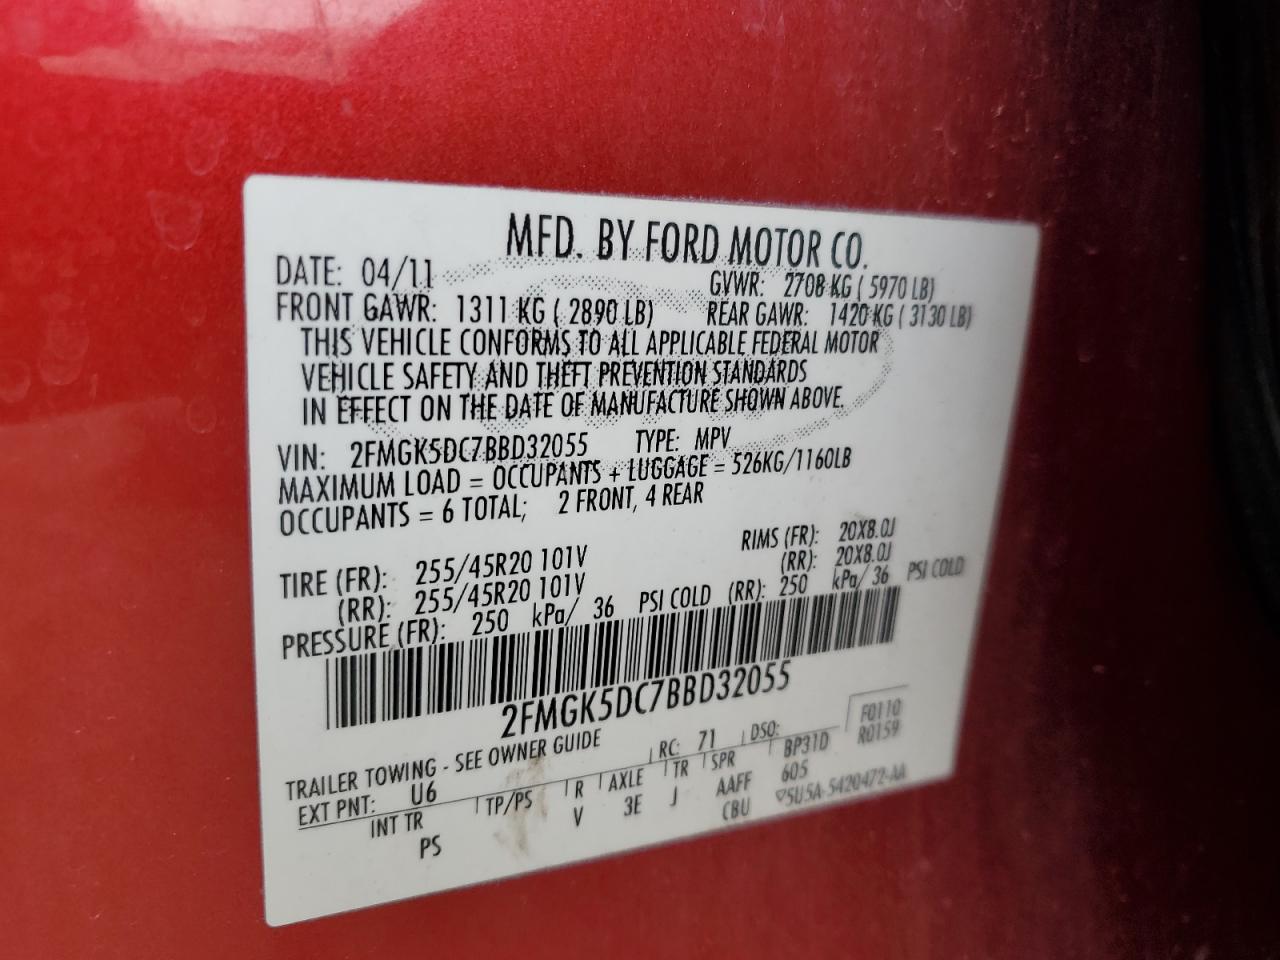 MFD. BY FORD MOTOR CO.
DATE: 04/11 GVWR: 2708 KG ( 5970 LB)
FRONT GAWR: 1311 KG ( 2890 LB) REAR GAWR: 1420 KG ( 3130 LB)
THIS VEHICLE CONFORMS TO ALL APPLICABLE FEDERAL MOTOR
VEHICLE SAFETY AND THEFT PREVENTION STANDARDS
IN EFFECT ON THE DATE OF MANUFACTURE SHOWN ABOVE.
VIN: 2FMGK5DC7BBD32055 TYPE: MPV
MAXIMUM LOAD = OCCUPANTS + LUGGAGE = 526KG/1160LB
OCCUPANTS = 6 TOTAL; 2 FRONT, 4 REAR
TIRE (FR): 255/45R20 101V RIMS (FR): 20X8.0J
(RR): 255/45R20 101V (RR): 20X8.0J
PRESSURE (FR): 250 kPa/ 36 PSI COLD (RR): 250 kPa/ 36 PSI COLD
2FMGK5DC7BBD32055
TRAILER TOWING - SEE OWNER GUIDE
F0110
EXT PNT: U6 RC: 71 DSO: R0159
INT TR TP/PS R AXLE TR SPR BP31D
PS V 3E J AAFF 605
CBU ▽5U5A-5420472-AA